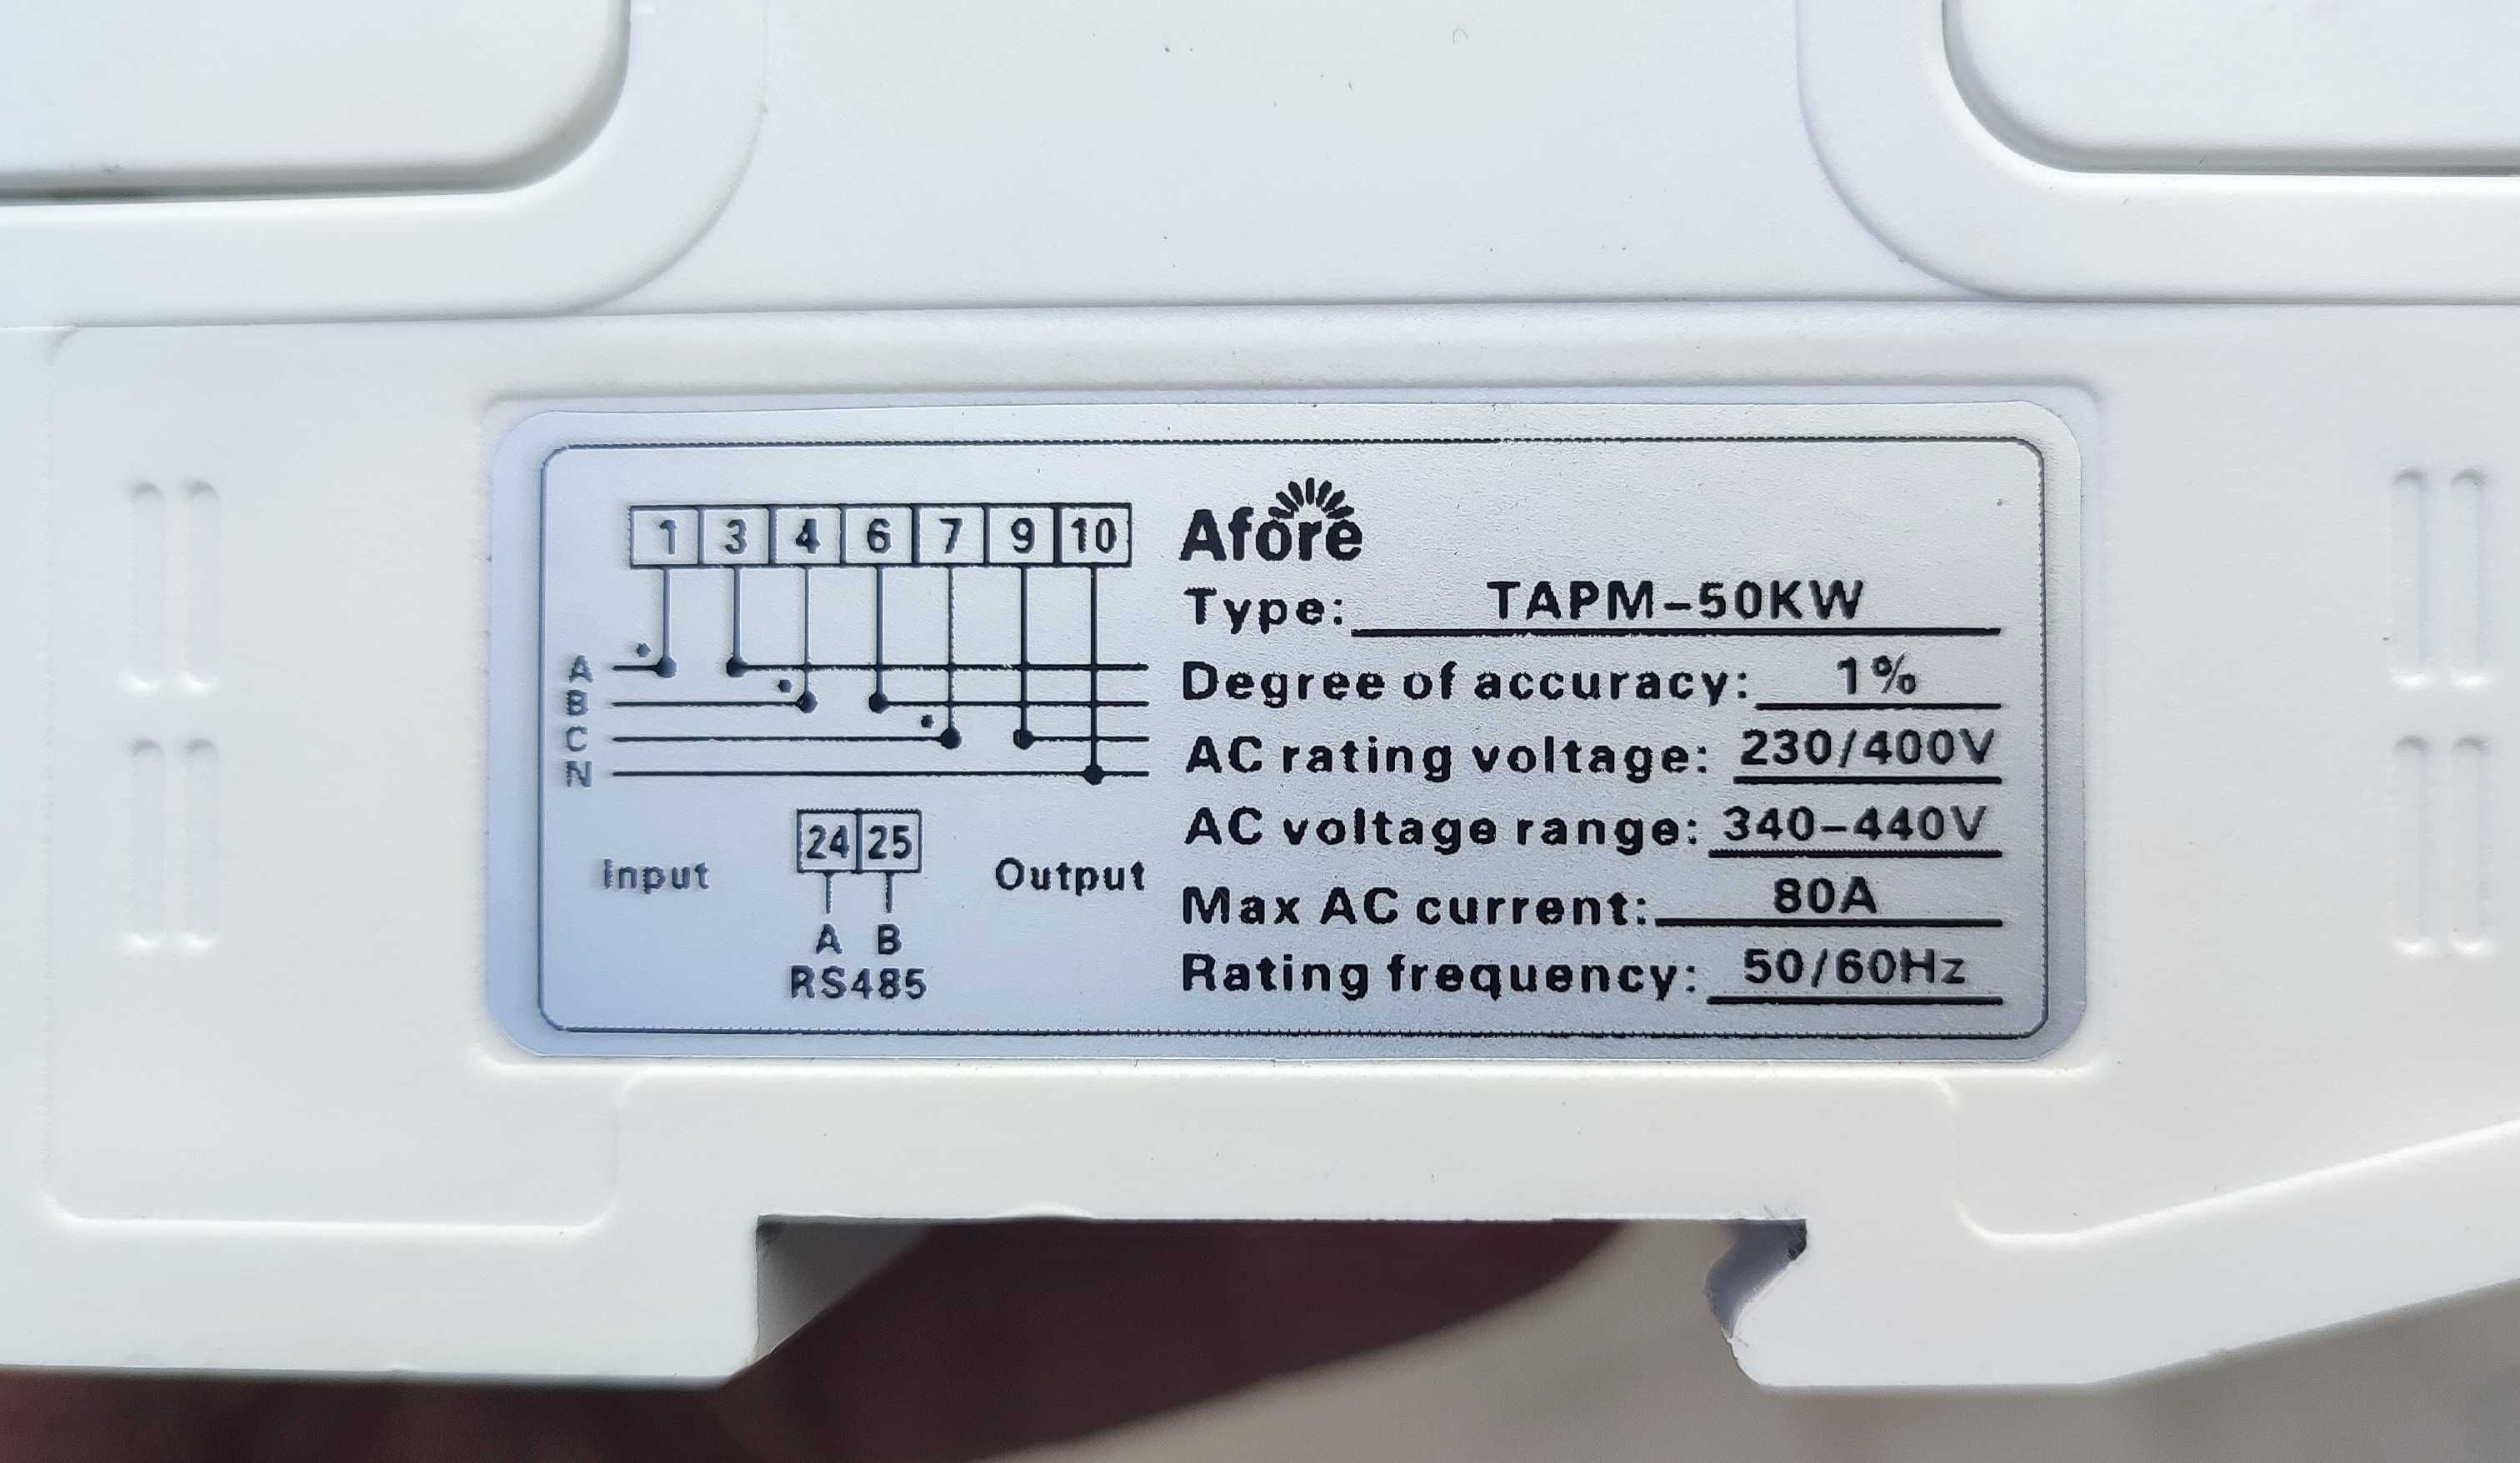 1 3 4 6 7 9 10
A
B
C
N
Input
24 25
Output
A B
RS485
Afore
Type: TAPM-50KW
Degree of accuracy: 1%
AC rating voltage: 230/400V
AC voltage range: 340-440V
Max AC current: 80A
Rating frequency: 50/60Hz